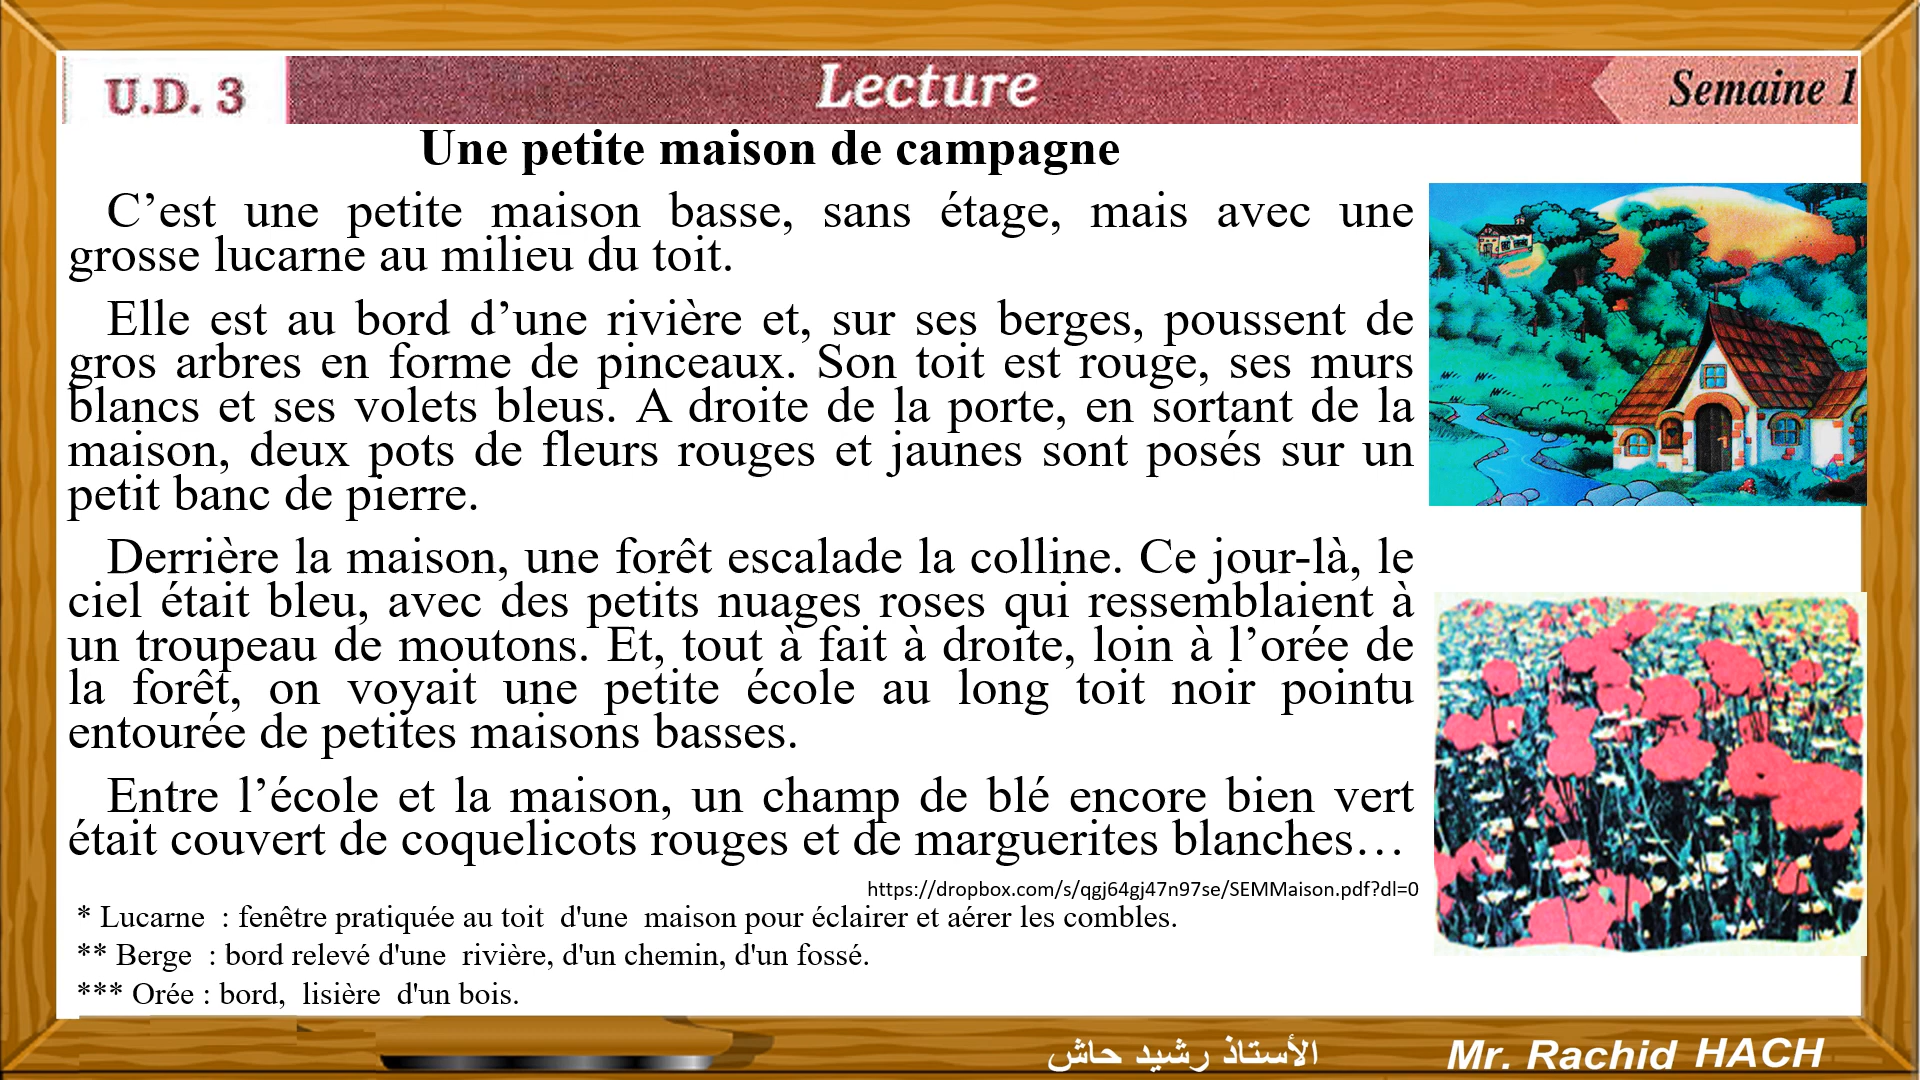 U.D. 3
Lecture
Semaine 1
Une petite maison de campagne
C’est une petite maison basse, sans étage, mais avec une
grosse lucarne au milieu du toit.
Elle est au bord d’une rivière et, sur ses berges, poussent de
gros arbres en forme de pinceaux. Son toit est rouge, ses murs
blancs et ses volets bleus. A droite de la porte, en sortant de la
maison, deux pots de fleurs rouges et jaunes sont posés sur un
petit banc de pierre.
Derrière la maison, une forêt escalade la colline. Ce jour-là, le
ciel était bleu, avec des petits nuages roses qui ressemblaient à
un troupeau de moutons. Et, tout à fait à droite, loin à l’orée de
la forêt, on voyait une petite école au long toit noir pointu
entourée de petites maisons basses.
Entre l’école et la maison, un champ de blé encore bien vert
était couvert de coquelicots rouges et de marguerites blanches…
https://dropbox.com/s/qgj64gj47n97se/SEMMaison.pdf?dl=0
* Lucarne : fenêtre pratiquée au toit d'une maison pour éclairer et aérer les combles.
** Berge : bord relevé d'une rivière, d'un chemin, d'un fossé.
*** Orée : bord, lisière d'un bois.
الأستاذ رشيد حاش
Mr. Rachid HACH